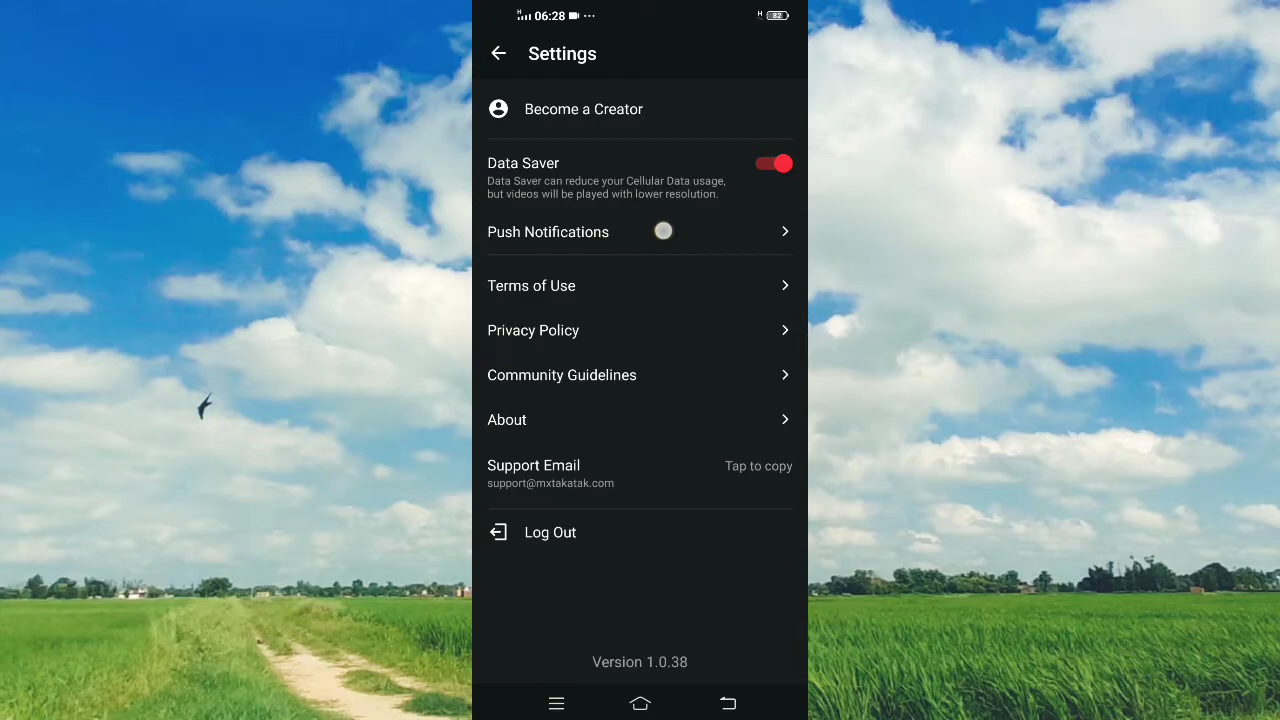 H 06:28 ...
H 82
Settings
Become a Creator
Data Saver
Data Saver can reduce your Cellular Data usage,
but videos will be played with lower resolution.
Push Notifications
Terms of Use
Privacy Policy
Community Guidelines
About
Support Email
Tap to copy
support@mxtakatak.com
Log Out
Version 1.0.38